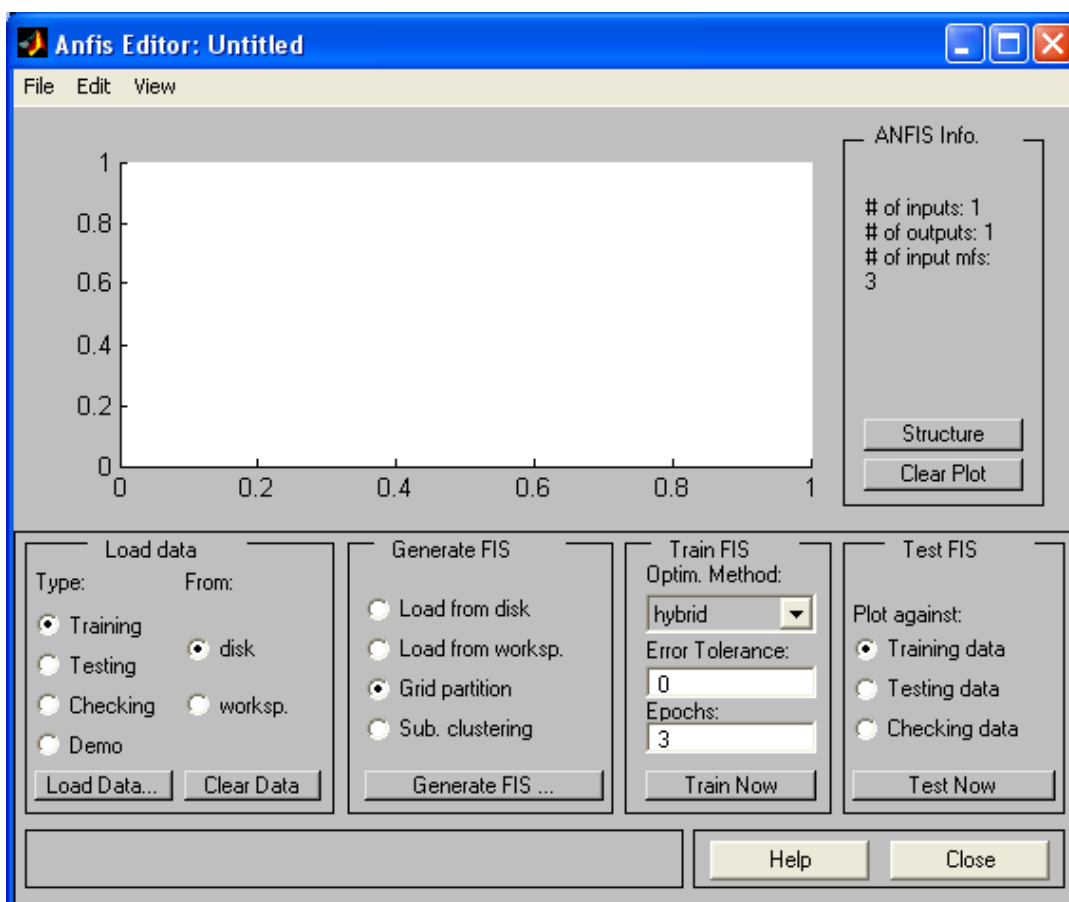 Anfis Editor: Untitled
File Edit View
1
0.8
0.6
0.4
0.2
0
0 0.2 0.4 0.6 0.8 1
ANFIS Info.
# of inputs: 1
# of outputs: 1
# of input mfs:
3
Structure
Clear Plot
Load data
Type: From:
Training
disk
Testing
Checking
worksp.
Demo
Load Data... Clear Data
Generate FIS
Load from disk
Load from worksp.
Grid partition
Sub. clustering
Generate FIS ...
Train FIS
Optim. Method:
hybrid
Error Tolerance:
0
Epochs:
3
Train Now
Test FIS
Plot against:
Training data
Testing data
Checking data
Test Now
Help Close